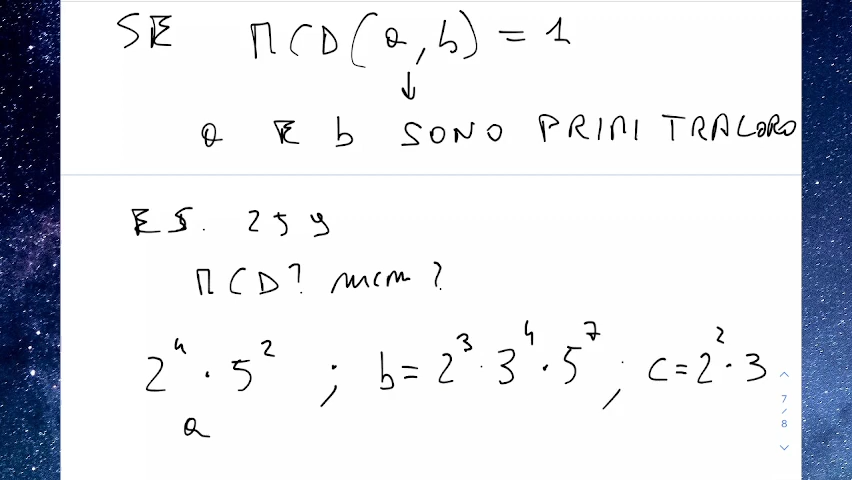 SE MCD(a, b) = 1
↓
a E b SONO PRIMI TRA LORO
ES. 259
MCD? mcm?
2⁴ · 5² ; b = 2³ · 3⁴ · 5⁷ ; c = 2² · 3
a
7
/
8